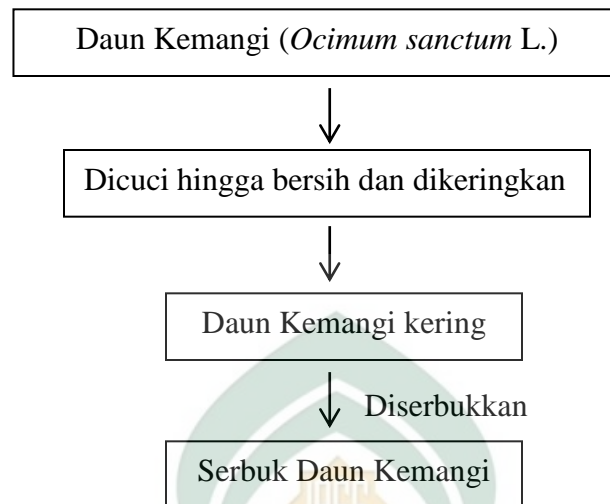 Daun Kemangi (Ocimum sanctum L.)
Dicuci hingga bersih dan dikeringkan
Daun Kemangi kering
Diserbukkan
Serbuk Daun Kemangi